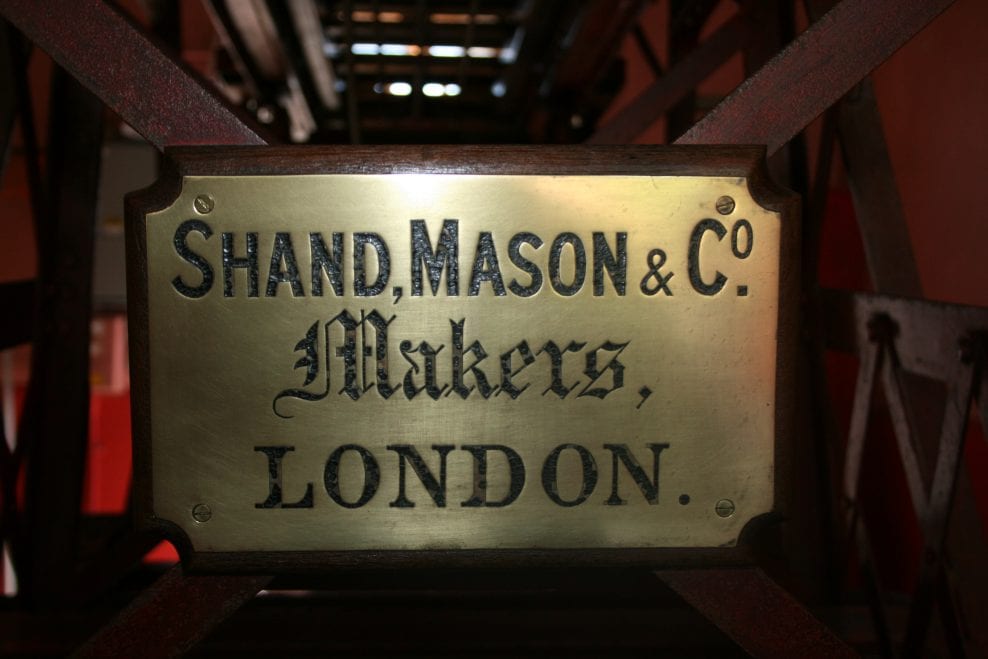 SHAND, MASON & Cº.
Makers,
LONDON.